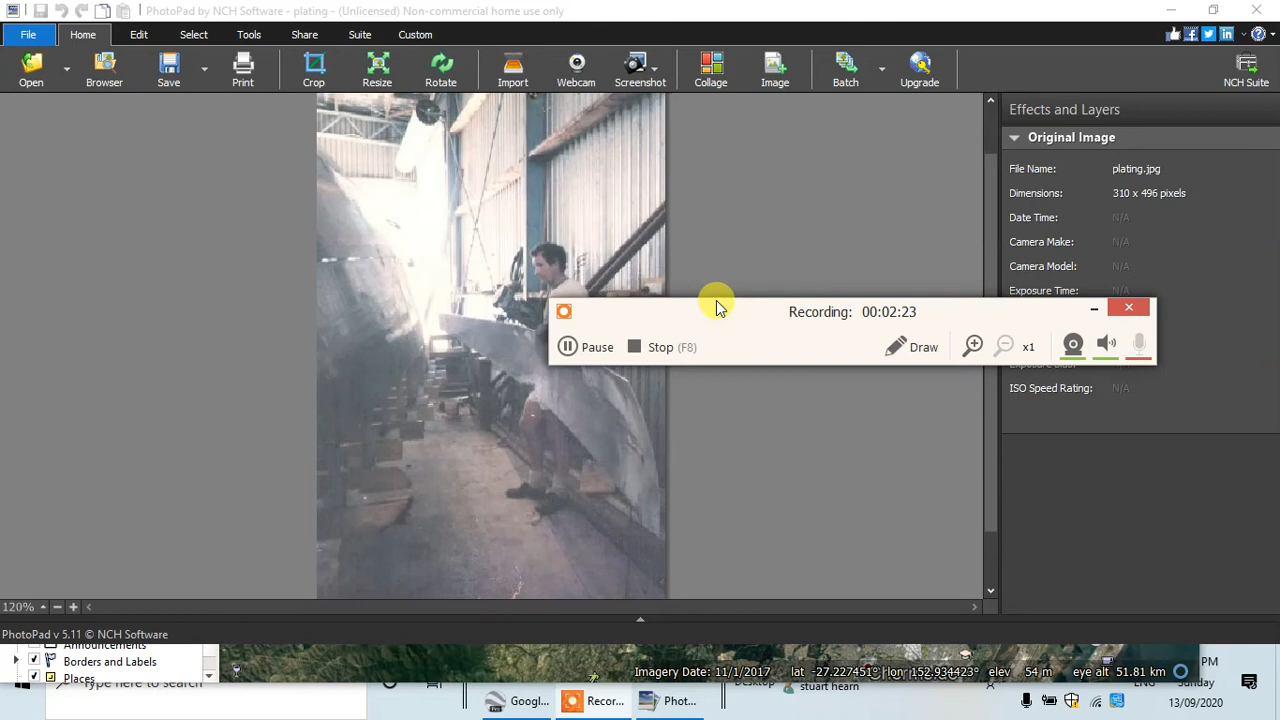 PhotoPad by NCH Software - plating - (Unlicensed) Non-commercial home use only
File Home Edit Select Tools Share Suite Custom
Open Browser Save Print Crop Resize Rotate Import Webcam Screenshot Collage Image Batch Upgrade NCH Suite
Effects and Layers
Original Image
File Name: plating.jpg
Dimensions: 310 x 496 pixels
Date Time: N/A
Camera Make: N/A
Camera Model: N/A
Exposure Time: N/A
Recording: 00:02:23
Pause Stop (F8) Draw x1
ISO Speed Rating: N/A
120%
PhotoPad v 5.11 © NCH Software
Announcements
Borders and Labels
Places
Imagery Date: 11/1/2017 lat -27.227451° lon 152.934423° elev 54 m eye alt 51.81 km
PM
Type here to search
stuart hearn
Sunday
Googl... Recor... Phot...
13/09/2020